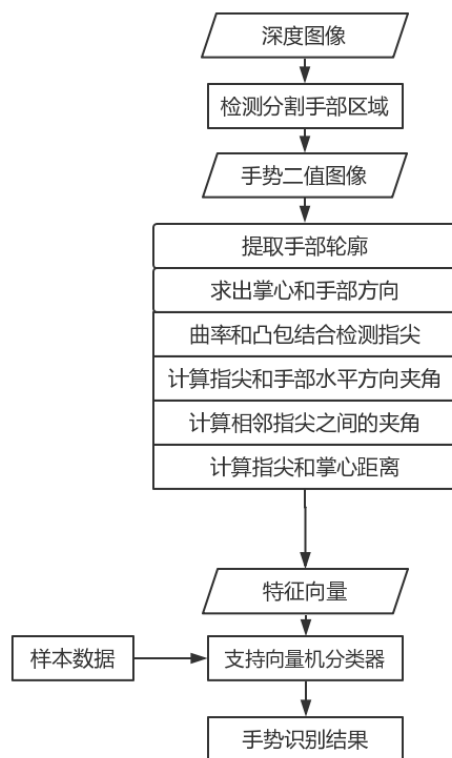 深度图像
检测分割手部区域
手势二值图像
提取手部轮廓
求出掌心和手部方向
曲率和凸包结合检测指尖
计算指尖和手部水平方向夹角
计算相邻指尖之间的夹角
计算指尖和掌心距离
特征向量
样本数据
支持向量机分类器
手势识别结果